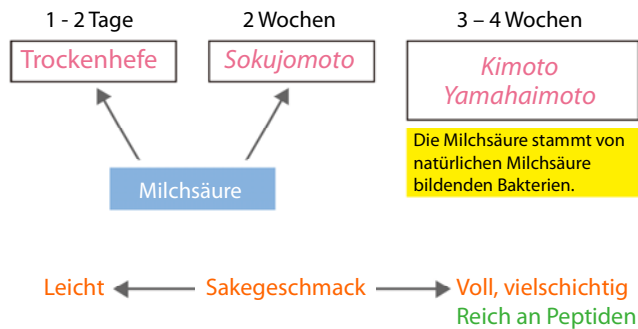 1 - 2 Tage
2 Wochen
3 – 4 Wochen
Trockenhefe
Sokujomoto
Kimoto
Yamahaimoto
Die Milchsäure stammt von
natürlichen Milchsäure
bildenden Bakterien.
Milchsäure
Leicht
Sakegeschmack
Voll, vielschichtig
Reich an Peptiden